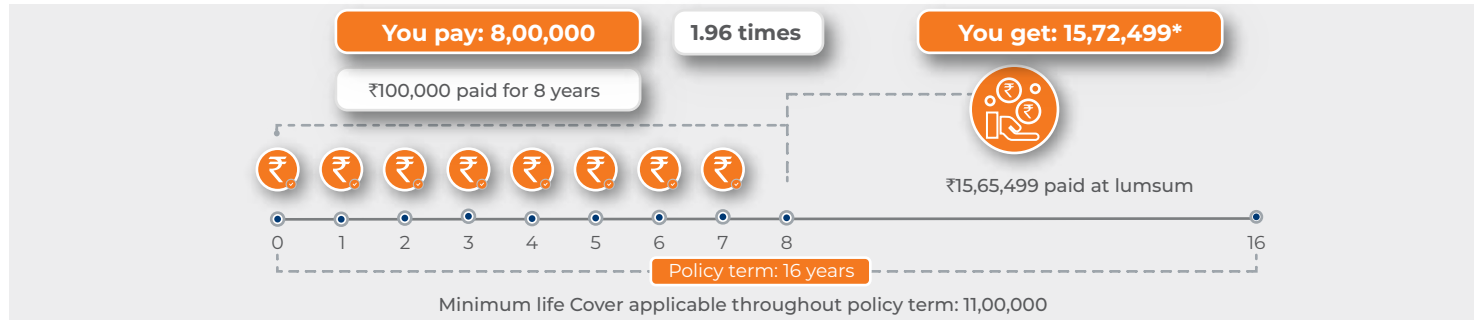 You pay: 8,00,000
1.96 times
You get: 15,72,499*
₹100,000 paid for 8 years
₹ ₹
₹ ₹ ₹ ₹ ₹ ₹ ₹ ₹
₹15,65,499 paid at lumsum
0 1 2 3 4 5 6 7 8 16
Policy term: 16 years
Minimum life Cover applicable throughout policy term: 11,00,000